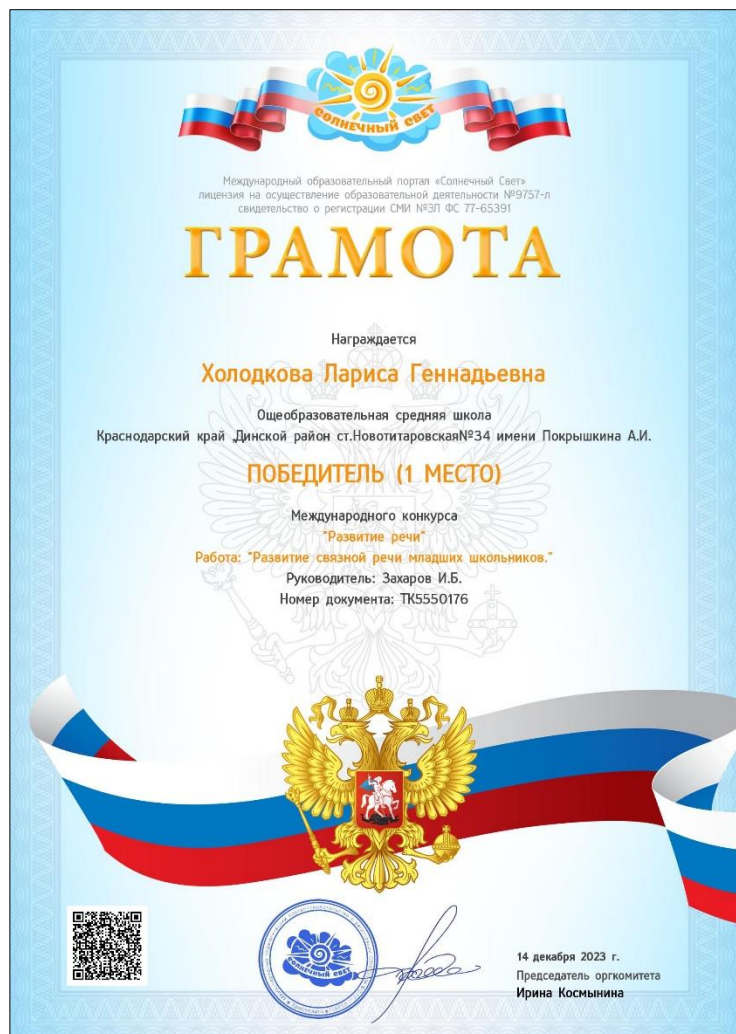 СОЛНЕЧНЫЙ СВЕТ
Международный образовательный портал «Солнечный Свет»
лицензия на осуществление образовательной деятельности №9757-л
свидетельство о регистрации СМИ №ЭЛ ФС 77-65391
ГРАМОТА
Награждается
Холодкова Лариса Геннадьевна
Ощеобразовательная средняя школа
Краснодарский край ,Динской район ст.Новотитаровская№34 имени Покрышкина А.И.
ПОБЕДИТЕЛЬ (1 МЕСТО)
Международного конкурса
"Развитие речи"
Работа: "Развитие связной речи младших школьников."
Руководитель: Захаров И.Б.
Номер документа: ТК5550176
СОЛНЕЧНЫЙ СВЕТ
14 декабря 2023 г.
Председатель оргкомитета
Ирина Космынина